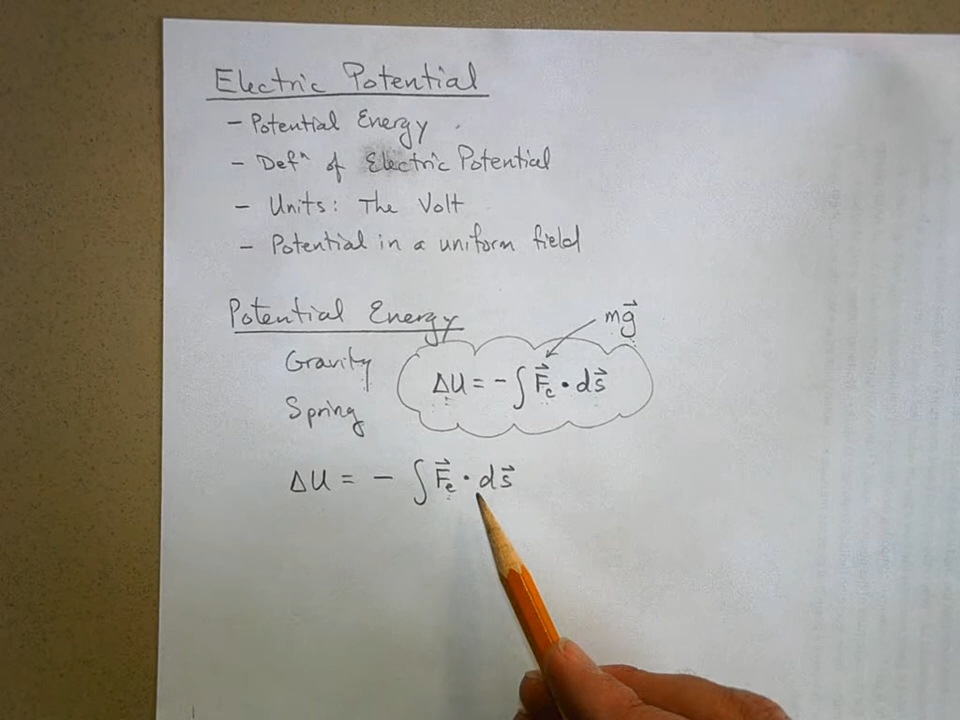 Electric Potential
- Potential Energy
- Defⁿ of Electric Potential
- Units: The Volt
- Potential in a uniform field
Potential Energy
mg⃗
Gravity
ΔU = - ∫ F⃗c • ds⃗
Spring
ΔU = - ∫ F⃗e • ds⃗